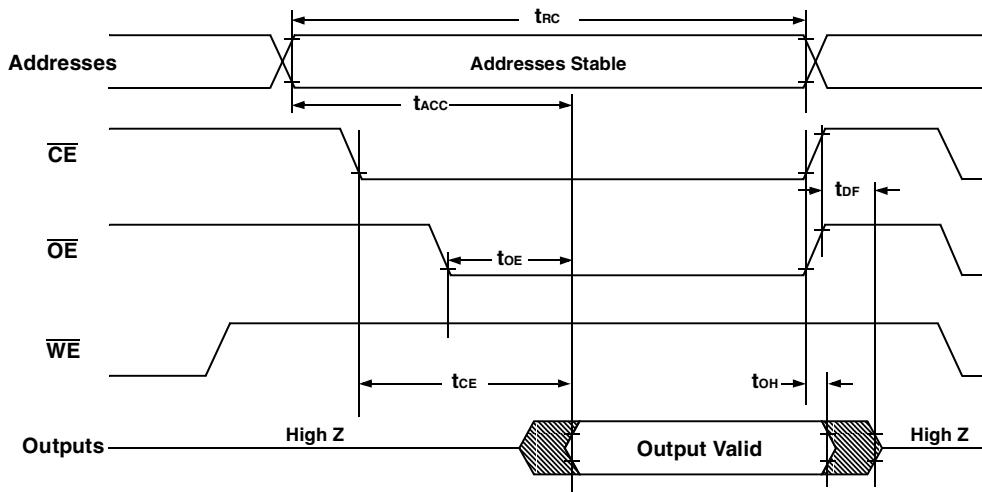 tRC
Addresses
Addresses Stable
tACC
CE
tDF
OE
tOE
WE
tCE
tOH
Outputs
High Z
Output Valid
High Z